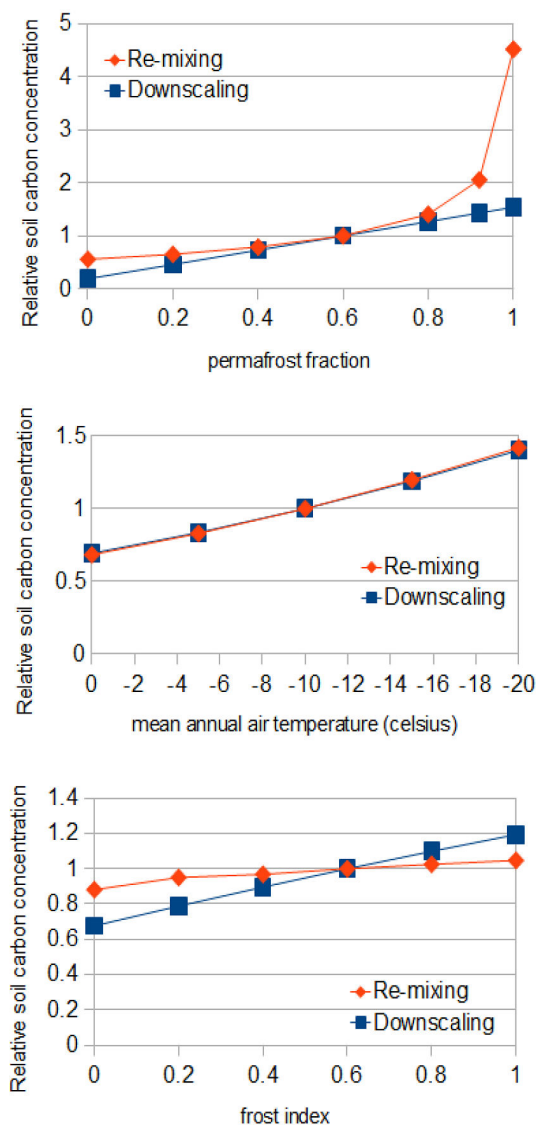 5
4
3
2
1
0
Relative soil carbon concentration
Re-mixing
Downscaling
0 0.2 0.4 0.6 0.8 1
permafrost fraction
1.5
1
0.5
0
Relative soil carbon concentration
Re-mixing
Downscaling
0 -2 -4 -6 -8 -10 -12 -14 -16 -18 -20
mean annual air temperature (celsius)
1.4
1.2
1
0.8
0.6
0.4
0.2
0
Relative soil carbon concentration
Re-mixing
Downscaling
0 0.2 0.4 0.6 0.8 1
frost index